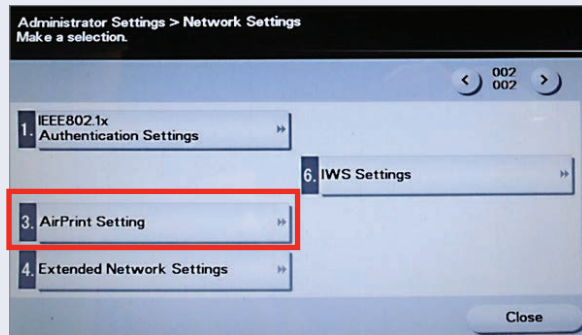 Administrator Settings > Network Settings
Make a selection.
002
002
1. IEEE802.1x
Authentication Settings
6. IWS Settings
3. AirPrint Setting
4. Extended Network Settings
Close